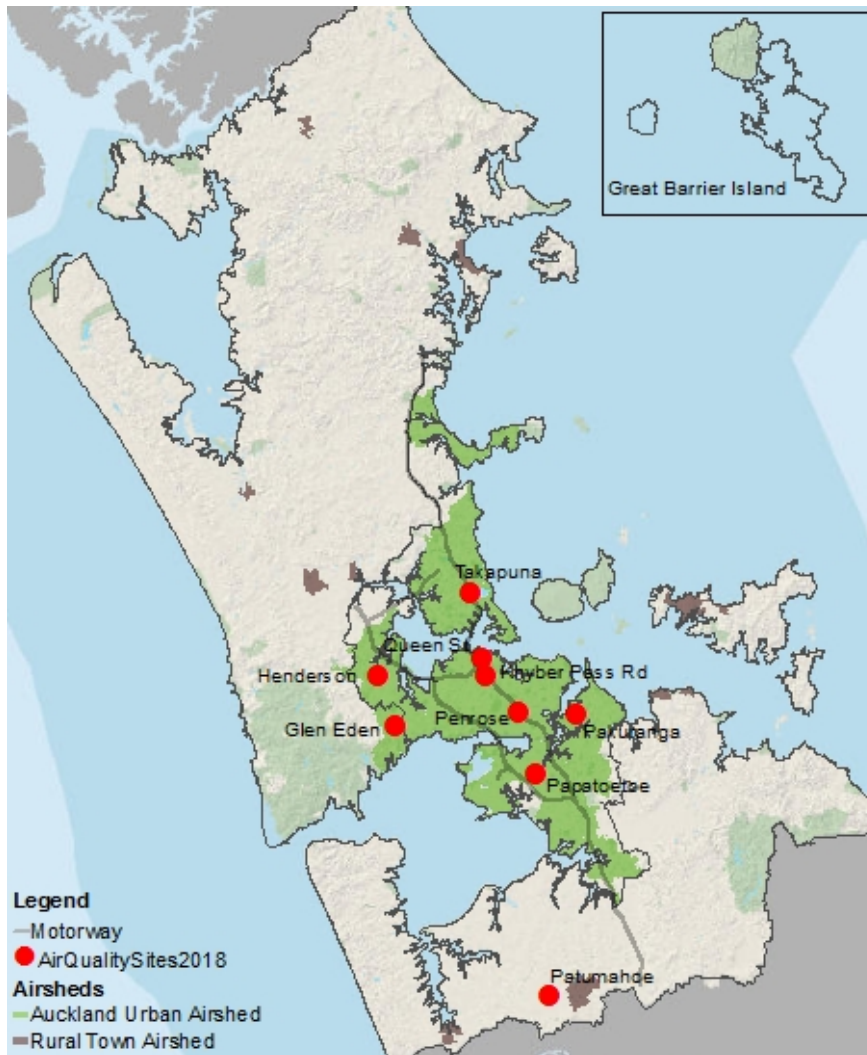 Great Barrier Island
Takapuna
Queen St
Khyber Pass Rd
Henderson
Penrose
Pakuranga
Glen Eden
Papatoetoe
Patumahoe
Legend
Motorway
AirQualitySites2018
Airsheds
Auckland Urban Airshed
Rural Town Airshed